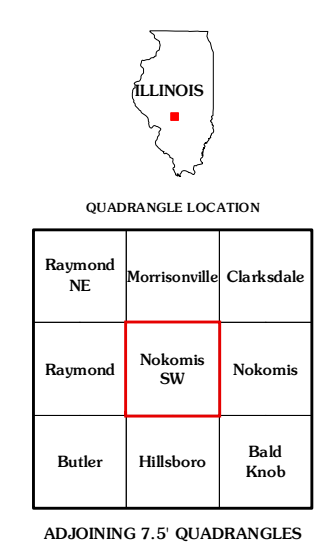 ILLINOIS
QUADRANGLE LOCATION
Raymond
NE
Morrisonville
Clarksdale
Raymond
Nokomis
SW
Nokomis
Butler
Hillsboro
Bald
Knob
ADJOINING 7.5' QUADRANGLES